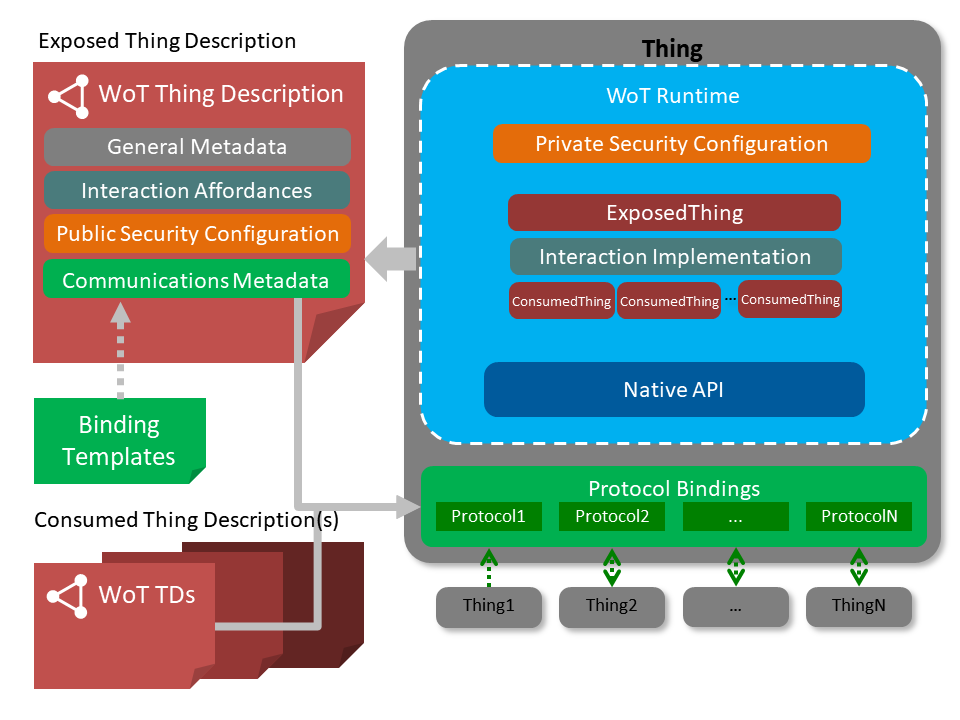 Exposed Thing Description
WoT Thing Description
General Metadata
Interaction Affordances
Public Security Configuration
Communications Metadata
Binding
Templates
Consumed Thing Description(s)
WoT TDs
Thing
WoT Runtime
Private Security Configuration
ExposedThing
Interaction Implementation
ConsumedThing ConsumedThing ... ConsumedThing
Native API
Protocol Bindings
Protocol1 Protocol2 ... ProtocolN
Thing1 Thing2 ... ThingN